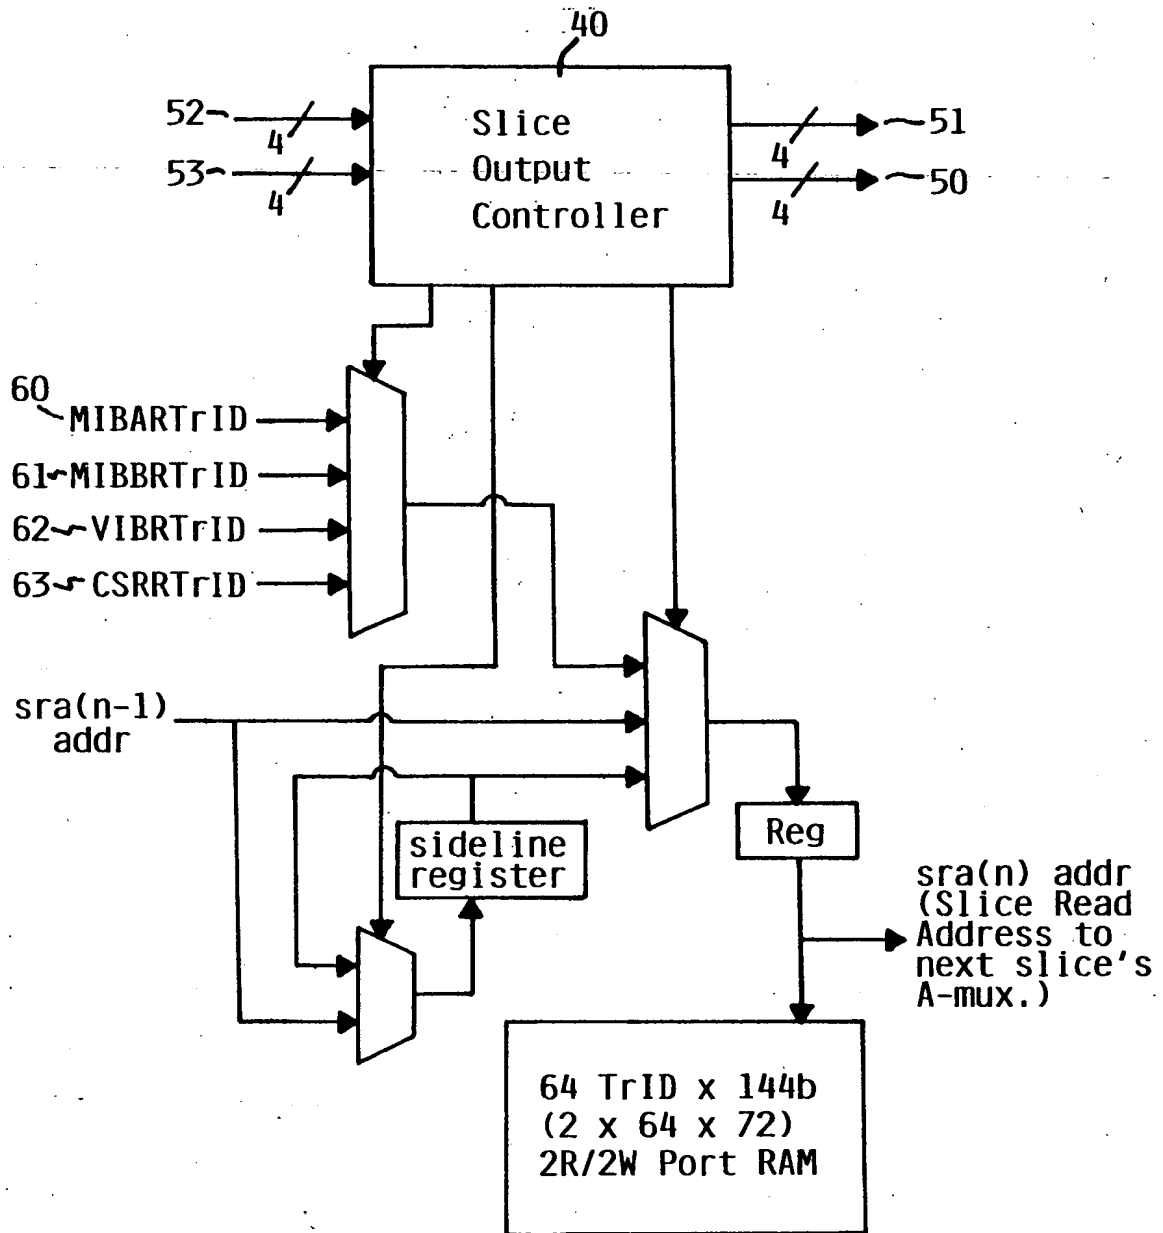 40
52
4
53
4
Slice
Output
Controller
4
51
4
50
60
MIBARTrID
61 MIBBRTrID
62 VIBRTrID
63 CSRRTrID
sra(n-1)
addr
sideline
register
Reg
sra(n) addr
(Slice Read
Address to
next slice's
A-mux.)
64 TrID x 144b
(2 x 64 x 72)
2R/2W Port RAM